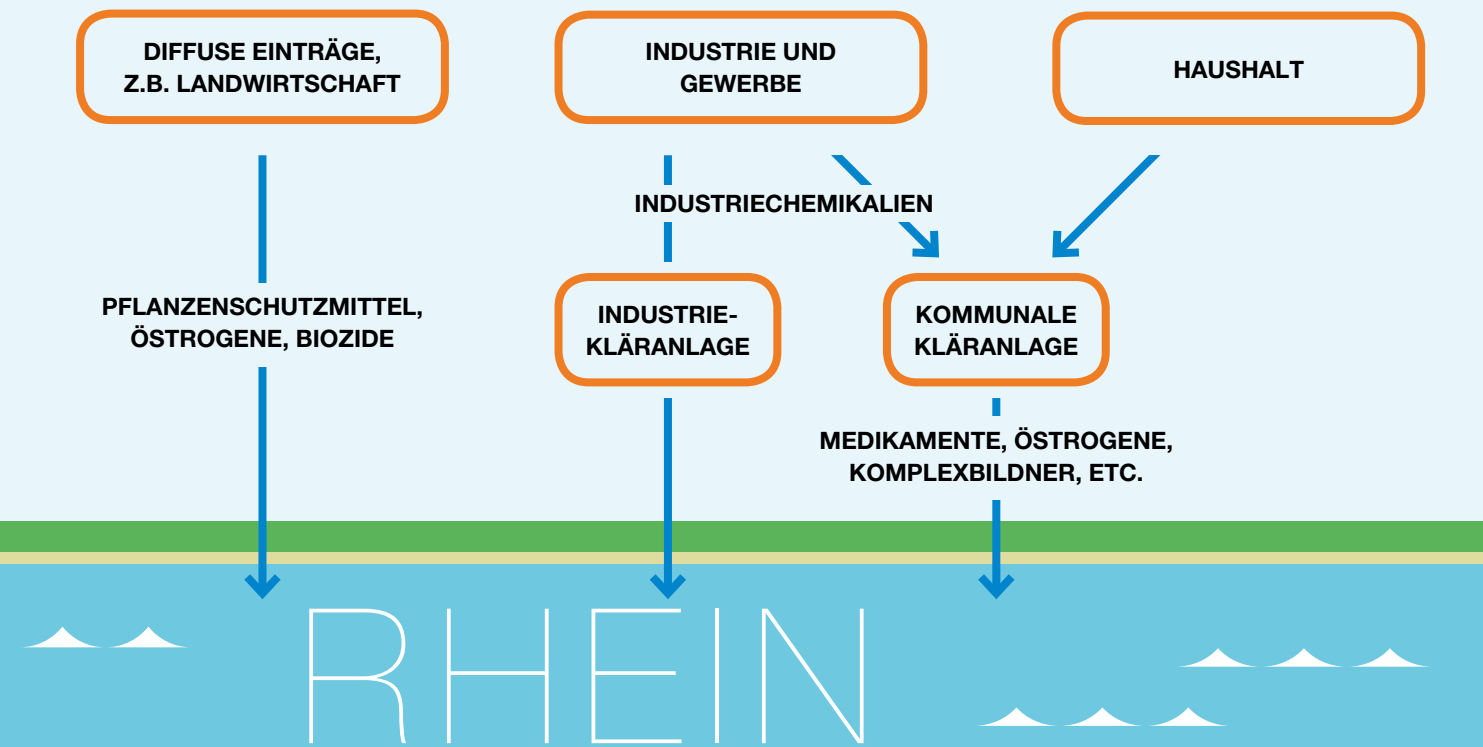 DIFFUSE EINTRÄGE,
Z.B. LANDWIRTSCHAFT
INDUSTRIE UND
GEWERBE
HAUSHALT
INDUSTRIECHEMIKALIEN
PFLANZENSCHUTZMITTEL,
ÖSTROGENE, BIOZIDE
INDUSTRIE-
KLÄRANLAGE
KOMMUNALE
KLÄRANLAGE
MEDIKAMENTE, ÖSTROGENE,
KOMPLEXBILDNER, ETC.
RHEIN